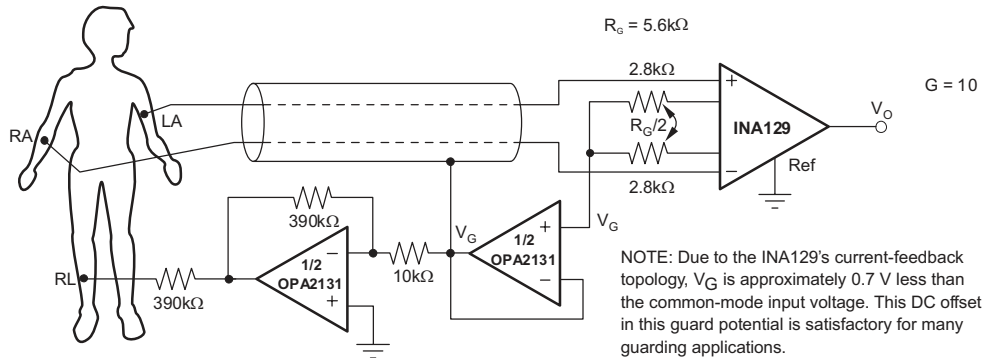 R_G = 5.6kΩ
2.8kΩ
G = 10
LA
RA
+
R_G/2
INA129
V_O
Ref
−
2.8kΩ
390kΩ
V_G
+
V_G
1/2
OPA2131
−
−
1/2
OPA2131
+
10kΩ
RL
390kΩ
NOTE: Due to the INA129's current-feedback
topology, V_G is approximately 0.7 V less than
the common-mode input voltage. This DC offset
in this guard potential is satisfactory for many
guarding applications.